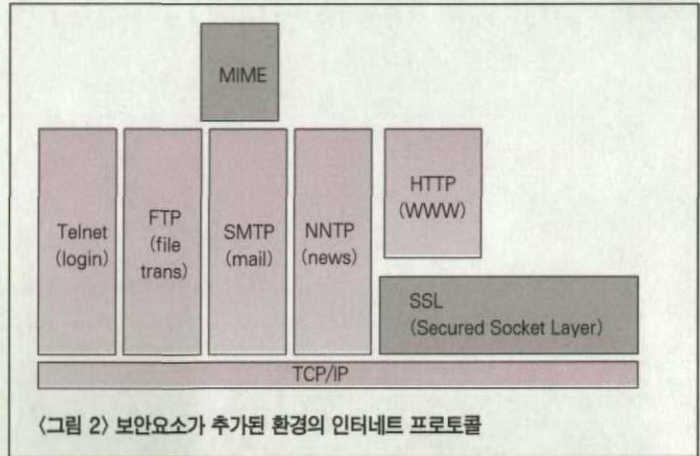 MIME
Telnet
(login)
FTP
(file
trans)
SMTP
(mail)
NNTP
(news)
HTTP
(WWW)
SSL
(Secured Socket Layer)
TCP/IP
〈그림 2〉 보안요소가 추가된 환경의 인터네트 프로토콜